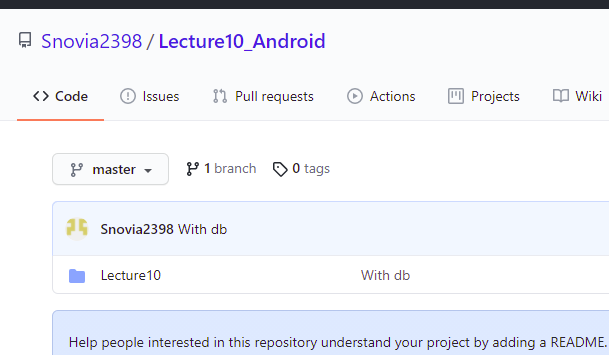 Snovia2398 / Lecture10_Android
Code Issues Pull requests Actions Projects Wiki
master 1 branch 0 tags
Snovia2398 With db
Lecture10 With db
Help people interested in this repository understand your project by adding a README.